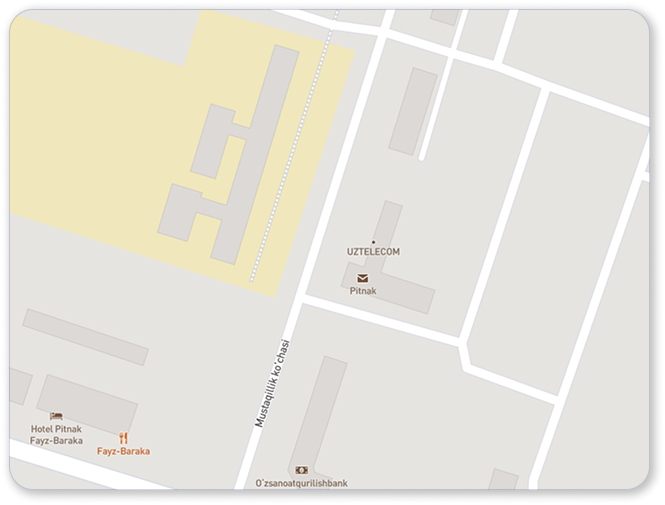 UZTELECOM
Pitnak
Mustaqillik ko'chasi
Hotel Pitnak
Fayz-Baraka
Fayz-Baraka
O'zsanoatqurilishbank